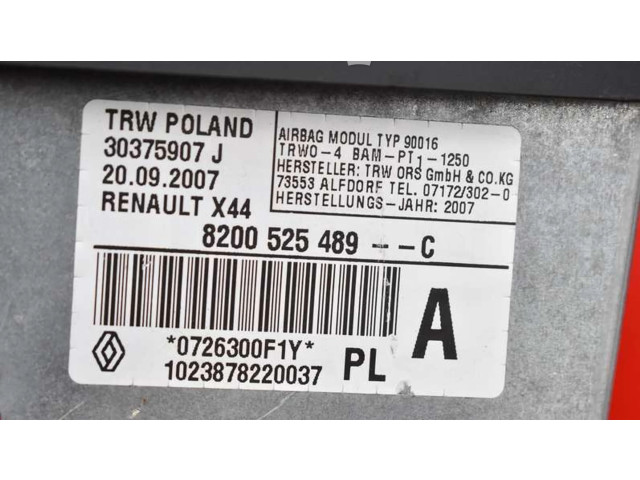 TRW POLAND
30375907 J
20.09.2007
RENAULT X44
AIRBAG MODUL TYP 90016
TRWO-4 BAM-PT1-1250
HERSTELLER: TRW ORS GmbH & CO.KG
73553 ALFDORF TEL. 07172/302-0
HERSTELLUNGS-JAHR: 2007
8200 525 489--C
A
*0726300F1Y*
PL
1023878220037